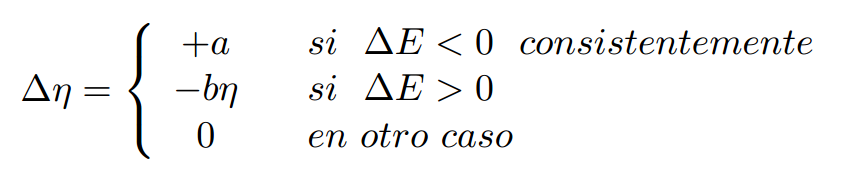 +a si ΔE < 0 consistentemente
Δη = { −bη si ΔE > 0
0 en otro caso